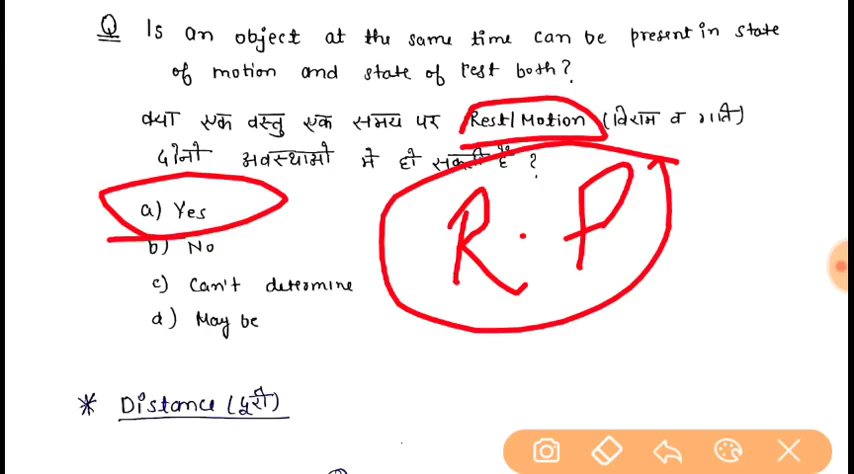 Q Is an object at the same time can be present in state
of motion and state of rest both?
क्या एक वस्तु एक समय पर Rest/Motion (विराम व गति)
दोनो अवस्थाओ मे हो सकती है ?
a) Yes
b) No
c) Can't determine
d) May be
R.P
* Distance (दूरी)